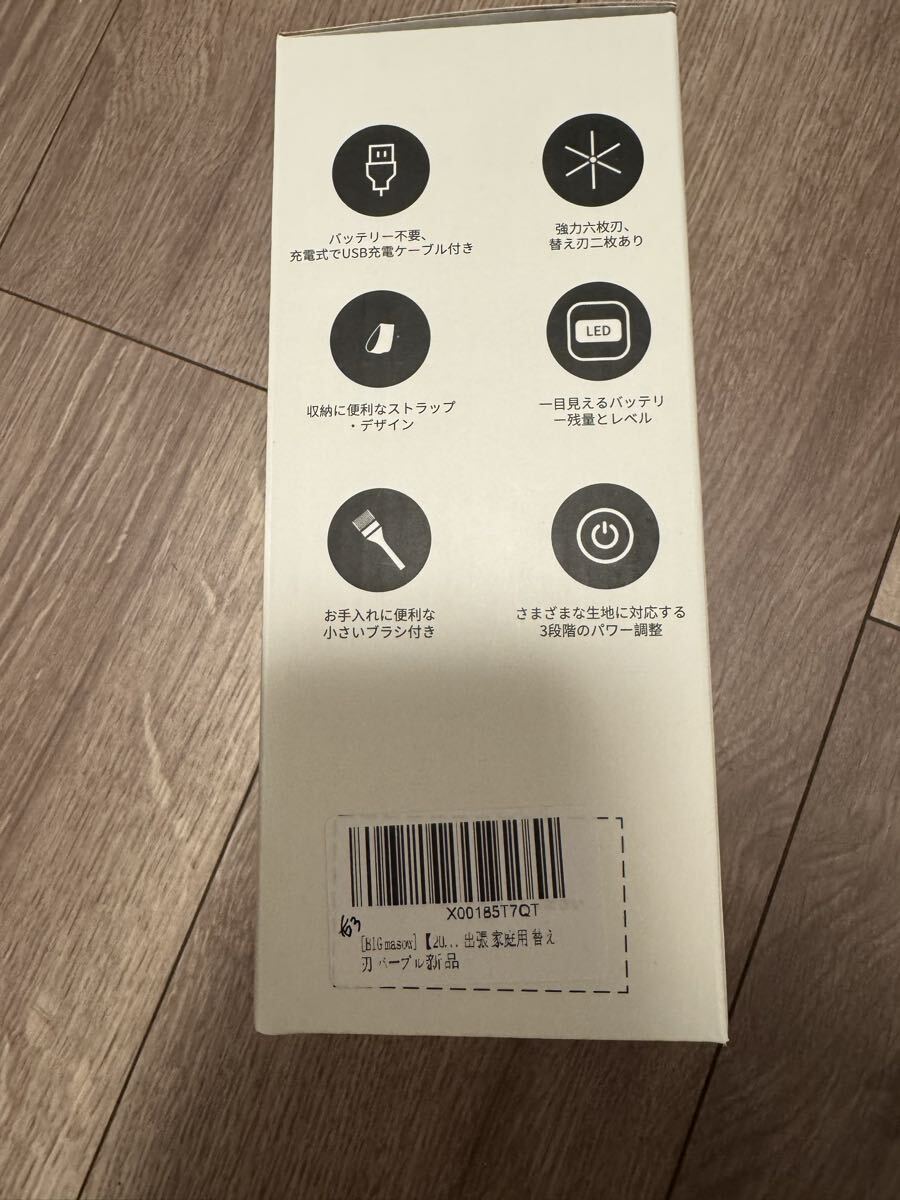 バッテリー不要、
充電式でUSB充電ケーブル付き
強力六枚刃、
替え刃二枚あり
収納に便利なストラップ
・デザイン
LED
一目見えるバッテリ
ー残量とレベル
お手入れに便利な
小さいブラシ付き
さまざまな生地に対応する
3段階のパワー調整
X00185T7QT
[BIGmasow]【20... 出張 家庭用 替え
刃 パープル 新品